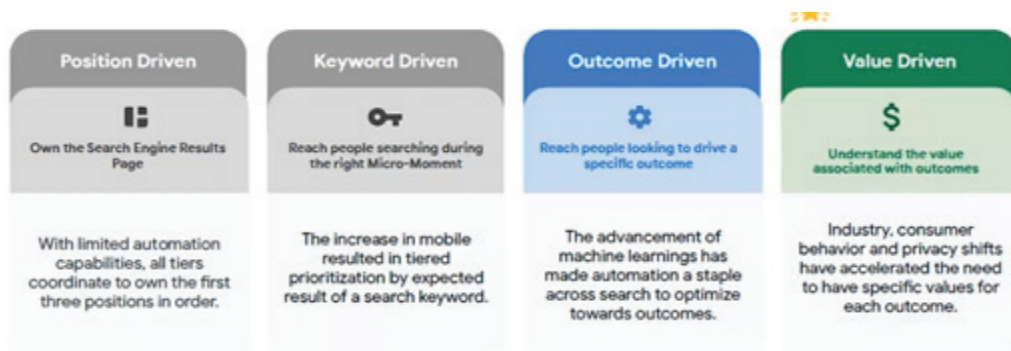 Position Driven
Own the Search Engine Results
Page
With limited automation
capabilities, all tiers
coordinate to own the first
three positions in order.
Keyword Driven
Reach people searching during
the right Micro-Moment
The increase in mobile
resulted in tiered
prioritization by expected
result of a search keyword.
Outcome Driven
Reach people looking to drive a
specific outcome
The advancement of
machine learnings has
made automation a staple
across search to optimize
towards outcomes.
Value Driven
$
Understand the value
associated with outcomes
Industry, consumer
behavior and privacy shifts
have accelerated the need
to have specific values for
each outcome.